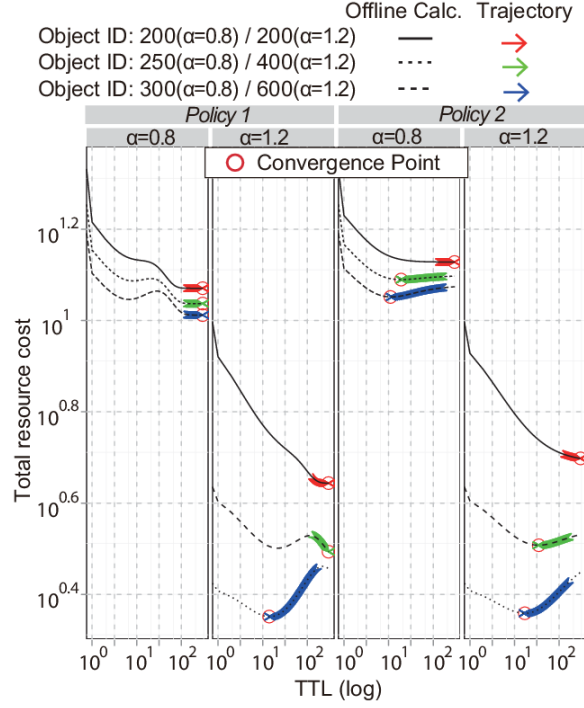 Offline Calc. Trajectory
Object ID: 200(α=0.8) / 200(α=1.2)
Object ID: 250(α=0.8) / 400(α=1.2)
Object ID: 300(α=0.8) / 600(α=1.2)
Policy 1 Policy 2
α=0.8 α=1.2 α=0.8 α=1.2
Convergence Point
10^1.2
10^1
10^0.8
10^0.6
10^0.4
Total resource cost
10^0 10^1 10^2 10^0 10^1 10^2 10^0 10^1 10^2 10^0 10^1 10^2
TTL (log)